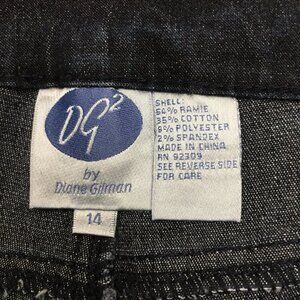 DG2
by
Diane Gilman
14
SHELL:
54% RAMIE
35% COTTON
9% POLYESTER
2% SPANDEX
MADE IN CHINA
RN 92309
SEE REVERSE SIDE
FOR CARE